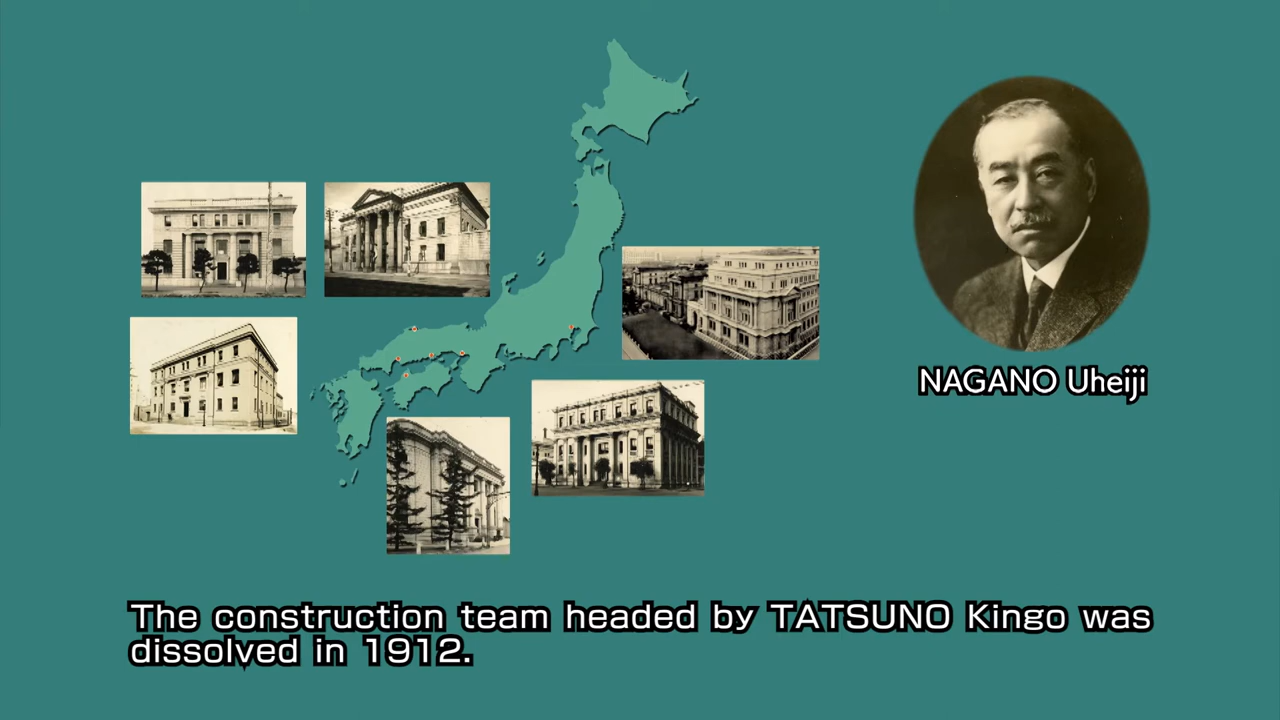 NAGANO Uheiji
The construction team headed by TATSUNO Kingo was
dissolved in 1912.